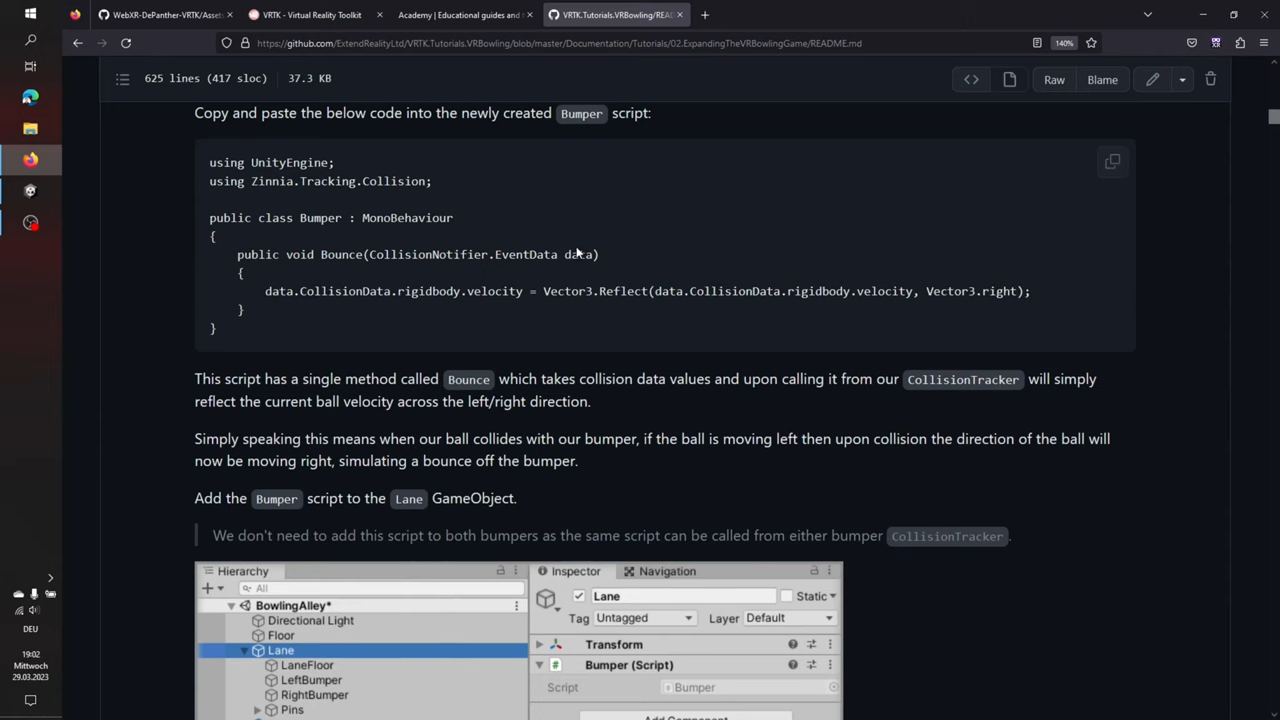 WebXR-DePanther-VRTK/Assets
VRTK - Virtual Reality Toolkit
Academy | Educational guides and t
VRTK.Tutorials.VRBowling/READ
https://github.com/ExtendRealityLtd/VRTK.Tutorials.VRBowling/blob/master/Documentation/Tutorials/02.ExpandingTheVRBowlingGame/README.md
140%
625 lines (417 sloc) 37.3 KB
Raw Blame
Copy and paste the below code into the newly created Bumper script:
using UnityEngine;
using Zinnia.Tracking.Collision;
public class Bumper : MonoBehaviour
{
public void Bounce(CollisionNotifier.EventData data)
{
data.CollisionData.rigidbody.velocity = Vector3.Reflect(data.CollisionData.rigidbody.velocity, Vector3.right);
}
}
This script has a single method called Bounce which takes collision data values and upon calling it from our CollisionTracker will simply
reflect the current ball velocity across the left/right direction.
Simply speaking this means when our ball collides with our bumper, if the ball is moving left then upon collision the direction of the ball will
now be moving right, simulating a bounce off the bumper.
Add the Bumper script to the Lane GameObject.
We don't need to add this script to both bumpers as the same script can be called from either bumper CollisionTracker.
Hierarchy
All
BowlingAlley*
Directional Light
Floor
Lane
LaneFloor
LeftBumper
RightBumper
Pins
Inspector
Navigation
Lane
Static
Tag Untagged
Layer Default
Transform
Bumper (Script)
Script
Bumper
Add Component
DEU
19:02
Mittwoch
29.03.2023